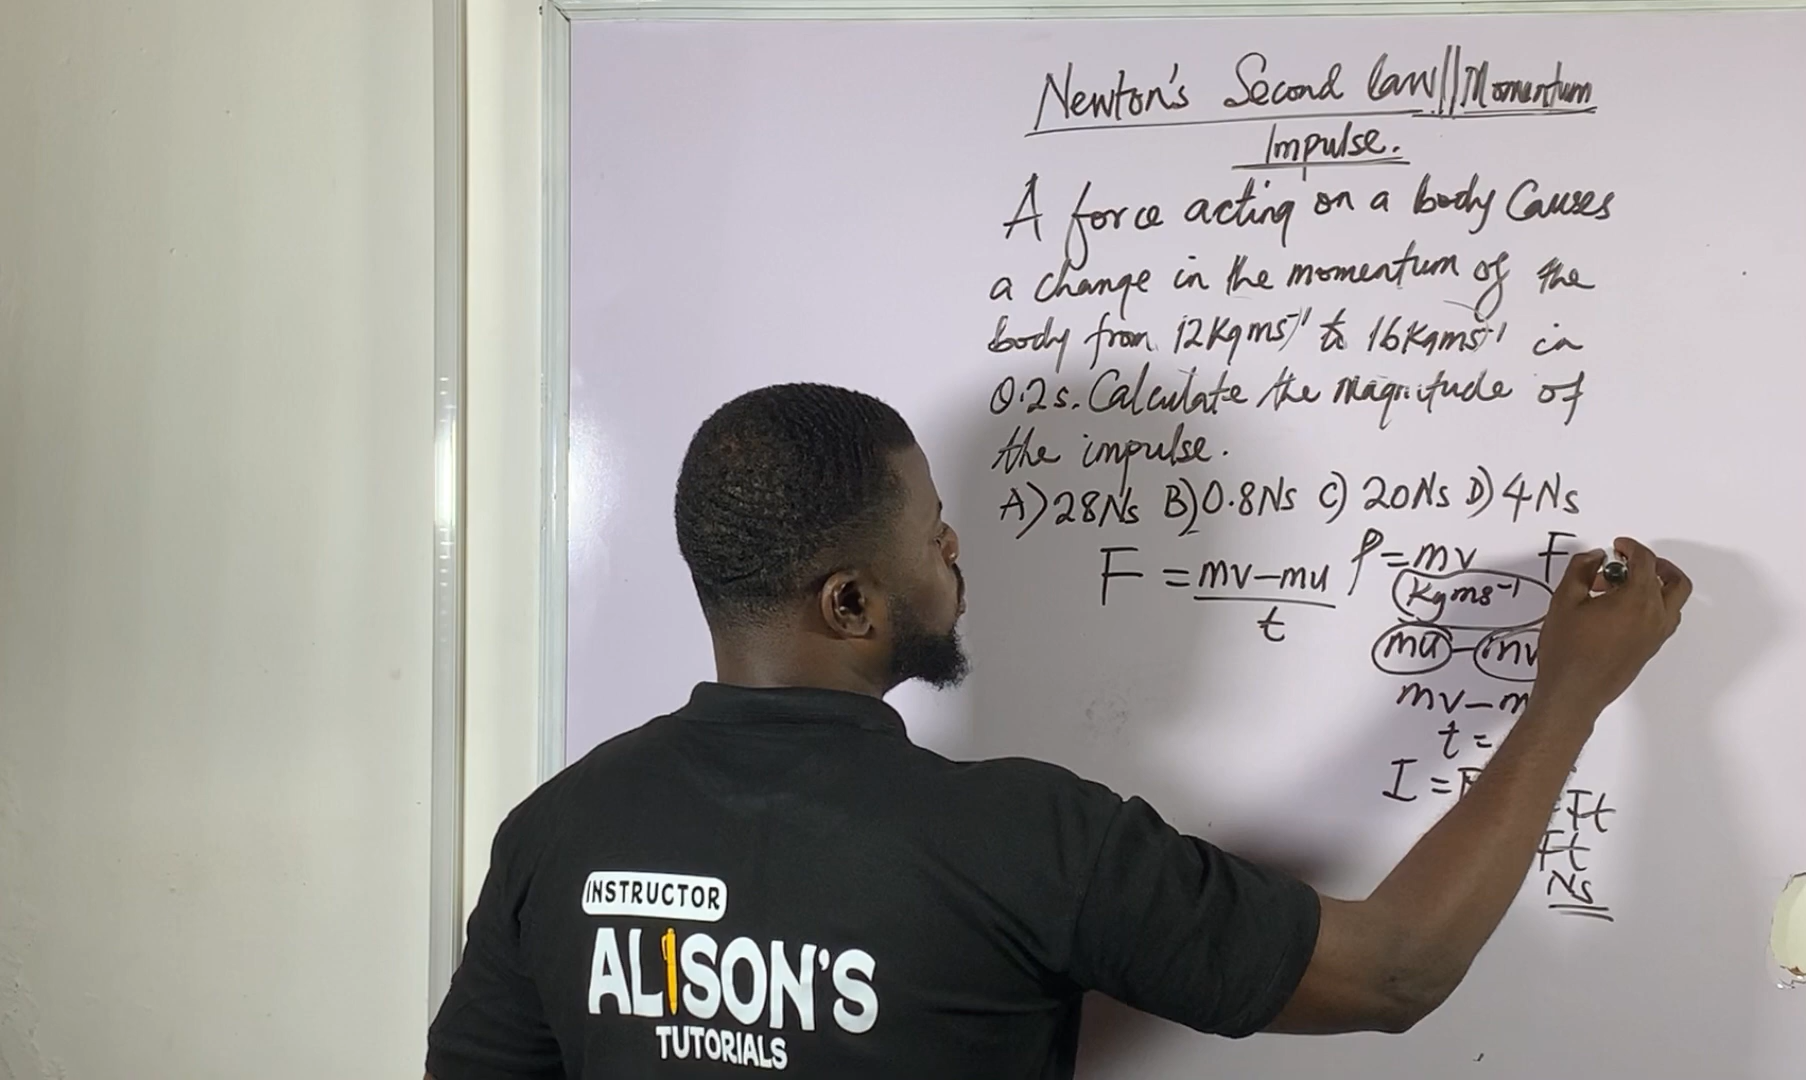 Newton's Second law||Momentum
Impulse.
A force acting on a body Causes
a change in the momentum of the
body from 12Kgms⁻¹ to 16Kgms⁻¹ in
0.2s. Calculate the magnitude of
the impulse.
A) 28Ns B) 0.8Ns C) 20Ns D) 4Ns
F = mv-mu / t
P = mv
F
Kgms⁻¹
mu - mv
mv - m
t =
I =
Ft
Ft
Ns
INSTRUCTOR
ALISON'S
TUTORIALS